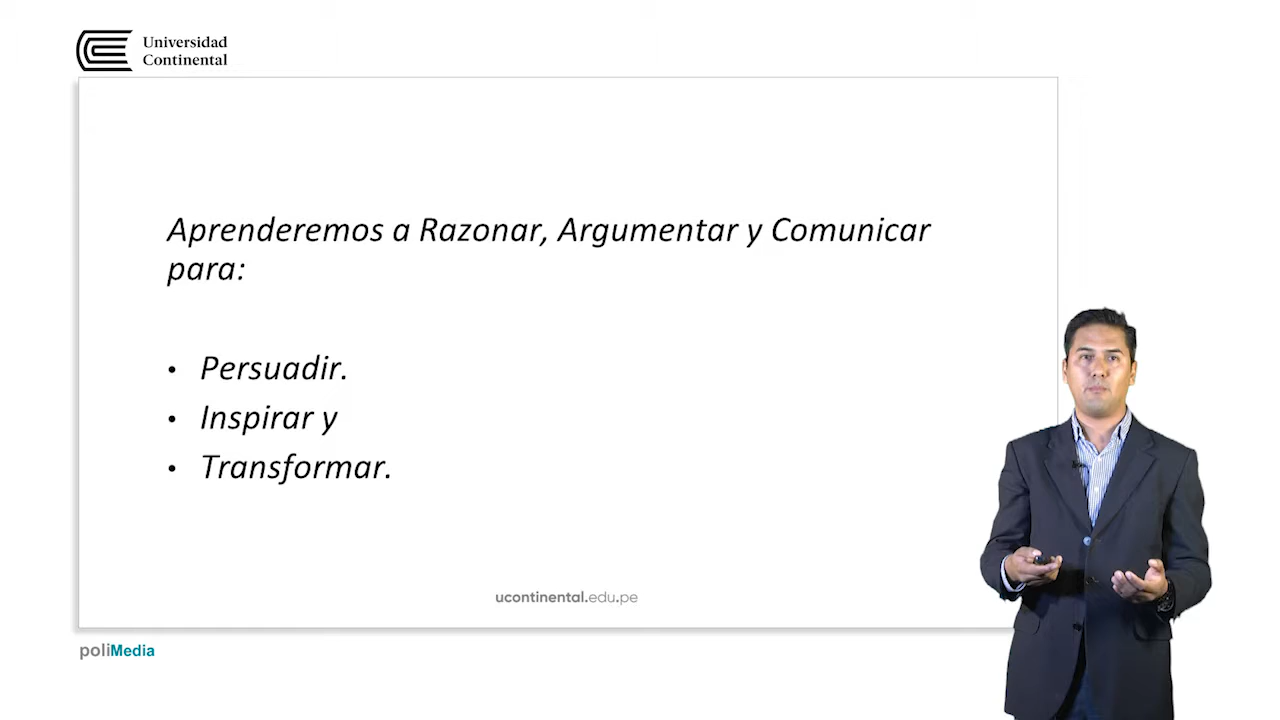 Universidad
Continental
Aprenderemos a Razonar, Argumentar y Comunicar
para:
• Persuadir.
• Inspirar y
• Transformar.
ucontinental.edu.pe
poliMedia